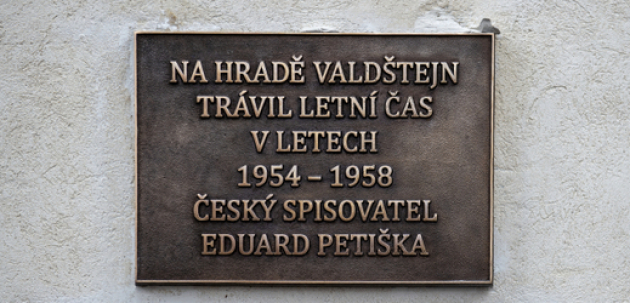 NA HRADĚ VALDŠTEJN
TRÁVIL LETNÍ ČAS
V LETECH
1954 – 1958
ČESKÝ SPISOVATEL
EDUARD PETIŠKA